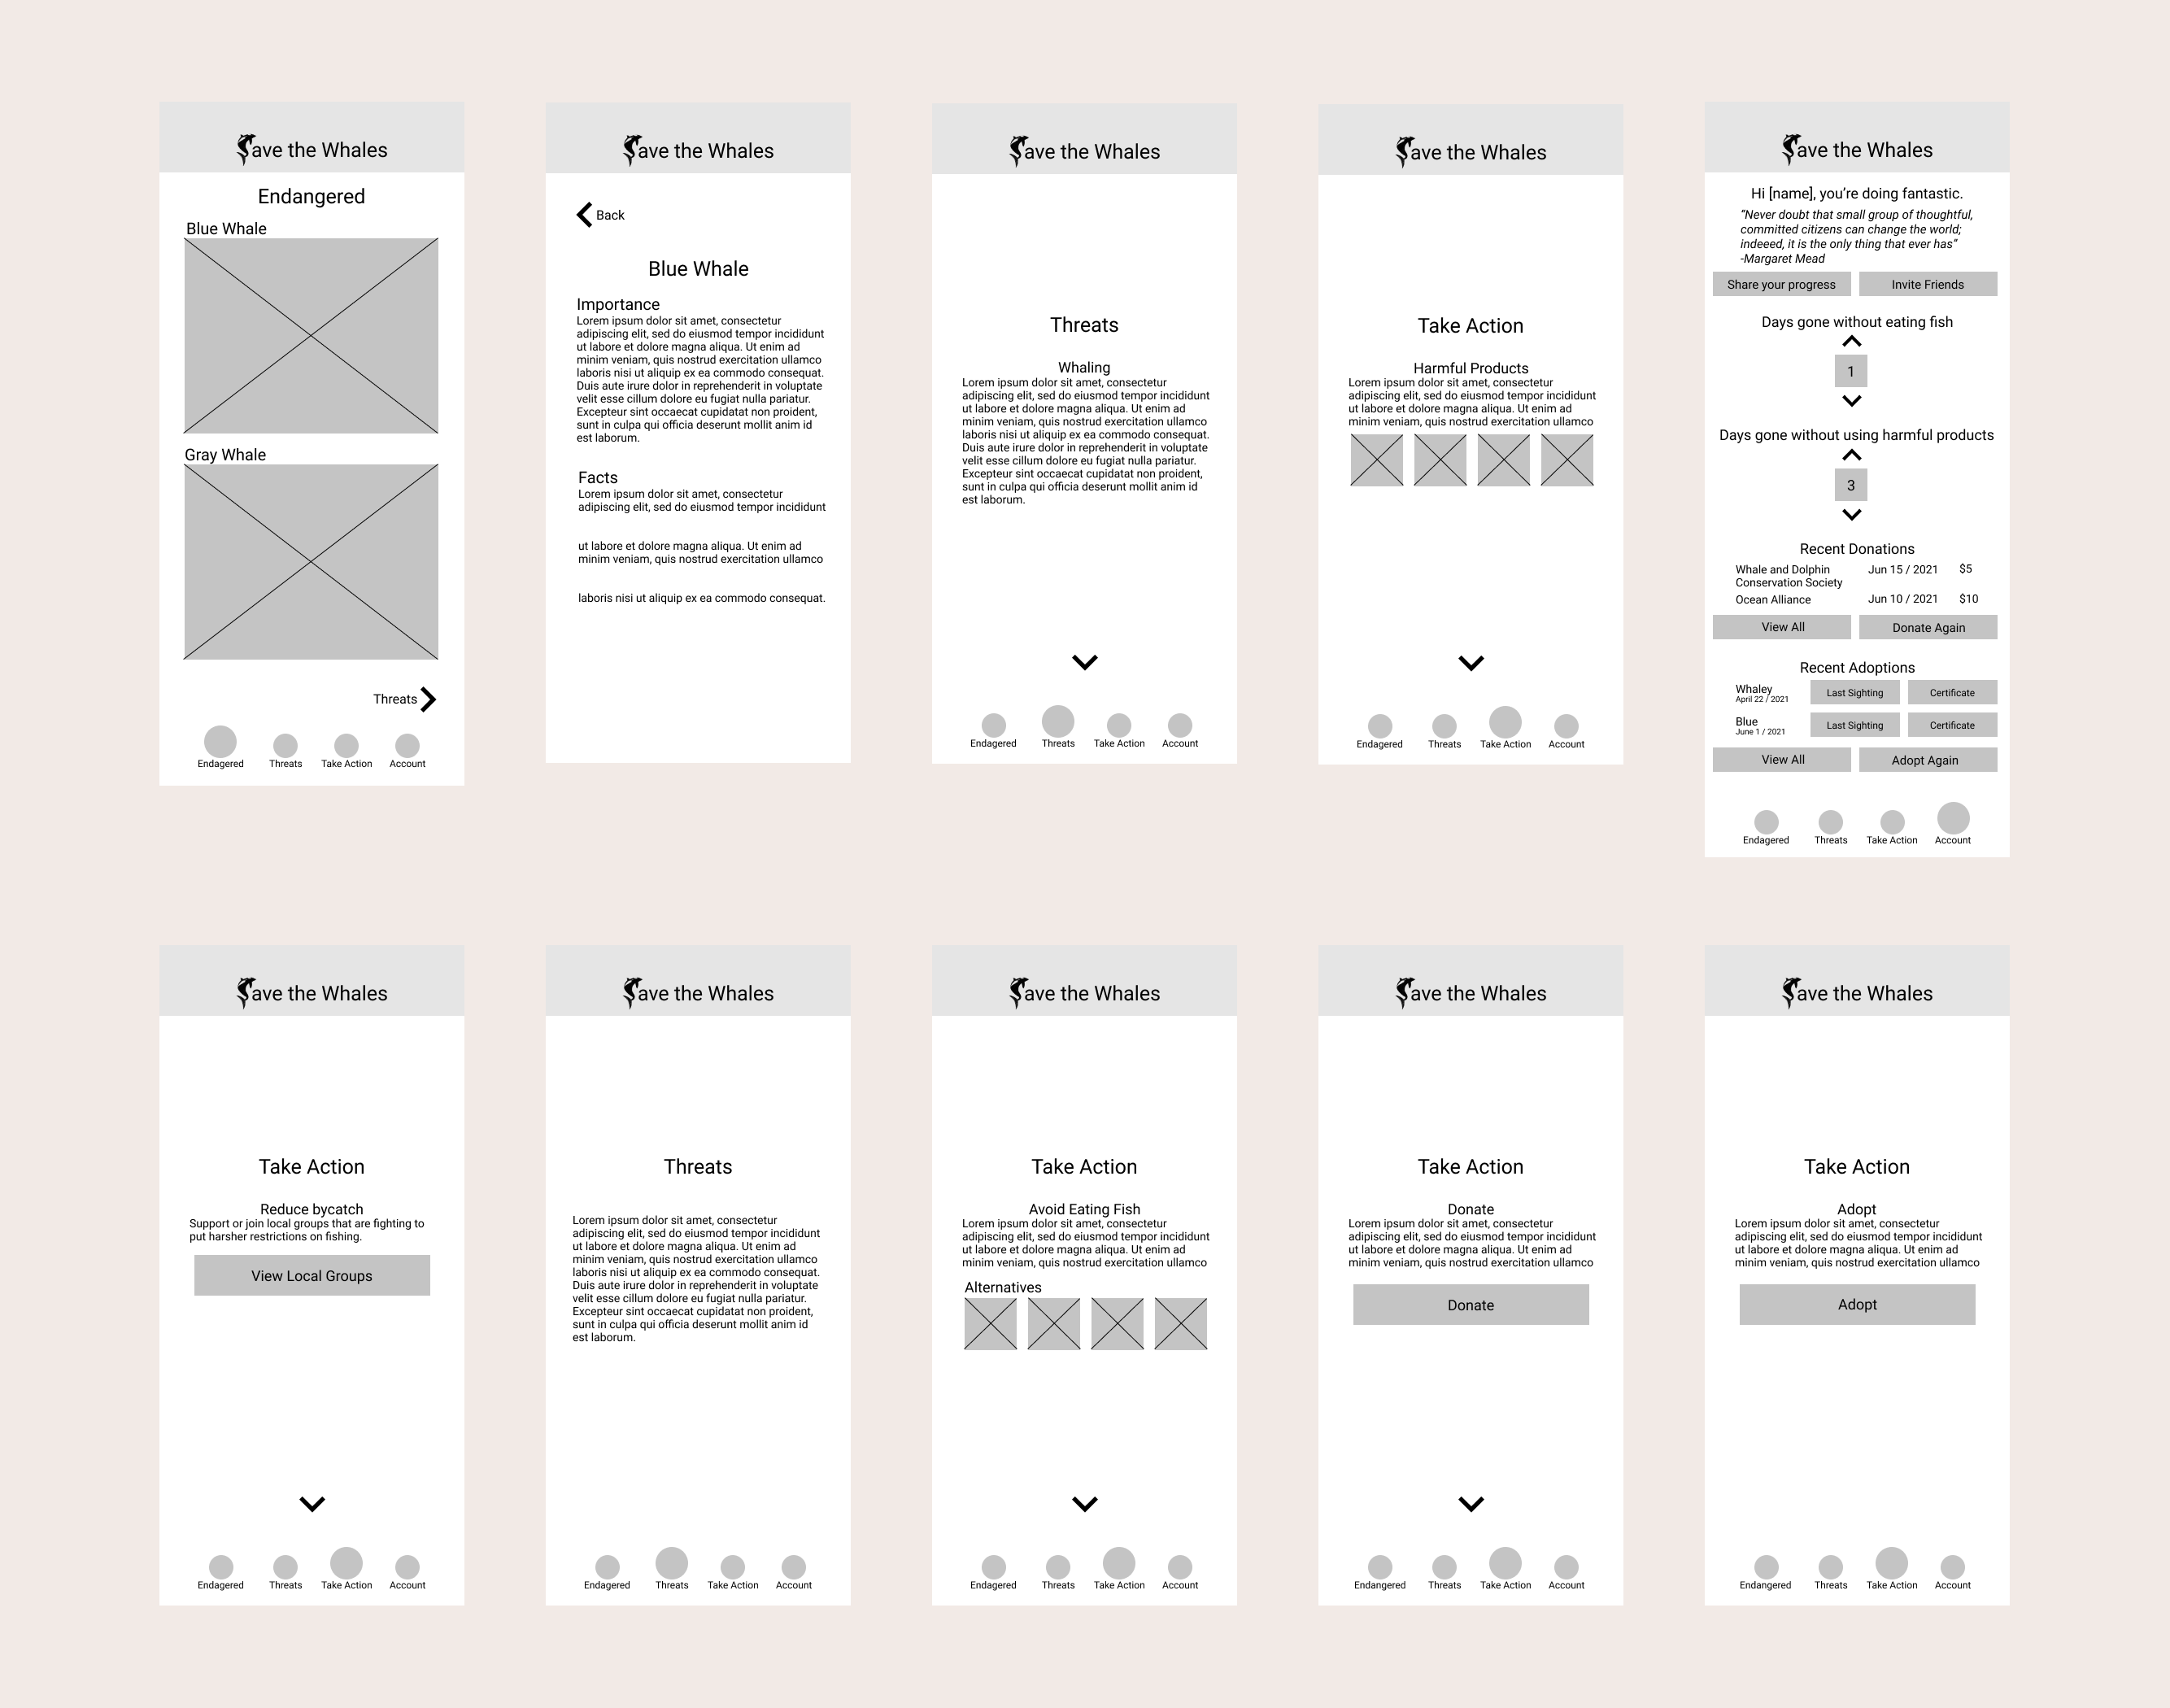 Save the Whales
Endangered
Blue Whale
Gray Whale
Threats
Endagered
Threats
Take Action
Account
Save the Whales
Back
Blue Whale
Importance
Lorem ipsum dolor sit amet, consectetur
adipiscing elit, sed do eiusmod tempor incididunt
ut labore et dolore magna aliqua. Ut enim ad
minim veniam, quis nostrud exercitation ullamco
laboris nisi ut aliquip ex ea commodo consequat.
Duis aute irure dolor in reprehenderit in voluptate
velit esse cillum dolore eu fugiat nulla pariatur.
Excepteur sint occaecat cupidatat non proident,
sunt in culpa qui officia deserunt mollit anim id
est laborum.
Facts
Lorem ipsum dolor sit amet, consectetur
adipiscing elit, sed do eiusmod tempor incididunt
ut labore et dolore magna aliqua. Ut enim ad
minim veniam, quis nostrud exercitation ullamco
laboris nisi ut aliquip ex ea commodo consequat.
Save the Whales
Threats
Whaling
Lorem ipsum dolor sit amet, consectetur
adipiscing elit, sed do eiusmod tempor incididunt
ut labore et dolore magna aliqua. Ut enim ad
minim veniam, quis nostrud exercitation ullamco
laboris nisi ut aliquip ex ea commodo consequat.
Duis aute irure dolor in reprehenderit in voluptate
velit esse cillum dolore eu fugiat nulla pariatur.
Excepteur sint occaecat cupidatat non proident,
sunt in culpa qui officia deserunt mollit anim id
est laborum.
Endagered
Threats
Take Action
Account
Save the Whales
Take Action
Harmful Products
Lorem ipsum dolor sit amet, consectetur
adipiscing elit, sed do eiusmod tempor incididunt
ut labore et dolore magna aliqua. Ut enim ad
minim veniam, quis nostrud exercitation ullamco
Endagered
Threats
Take Action
Account
Save the Whales
Hi [name], you’re doing fantastic.
“Never doubt that small group of thoughtful,
committed citizens can change the world;
indeeed, it is the only thing that ever has”
-Margaret Mead
Share your progress
Invite Friends
Days gone without eating fish
1
Days gone without using harmful products
3
Recent Donations
Whale and Dolphin
Conservation Society
Jun 15 / 2021
$5
Ocean Alliance
Jun 10 / 2021
$10
View All
Donate Again
Recent Adoptions
Whaley
April 22 / 2021
Last Sighting
Certificate
Blue
June 1 / 2021
Last Sighting
Certificate
View All
Adopt Again
Endagered
Threats
Take Action
Account
Save the Whales
Take Action
Reduce bycatch
Support or join local groups that are fighting to
put harsher restrictions on fishing.
View Local Groups
Endagered
Threats
Take Action
Account
Save the Whales
Threats
Lorem ipsum dolor sit amet, consectetur
adipiscing elit, sed do eiusmod tempor incididunt
ut labore et dolore magna aliqua. Ut enim ad
minim veniam, quis nostrud exercitation ullamco
laboris nisi ut aliquip ex ea commodo consequat.
Duis aute irure dolor in reprehenderit in voluptate
velit esse cillum dolore eu fugiat nulla pariatur.
Excepteur sint occaecat cupidatat non proident,
sunt in culpa qui officia deserunt mollit anim id
est laborum.
Endagered
Threats
Take Action
Account
Save the Whales
Take Action
Avoid Eating Fish
Lorem ipsum dolor sit amet, consectetur
adipiscing elit, sed do eiusmod tempor incididunt
ut labore et dolore magna aliqua. Ut enim ad
minim veniam, quis nostrud exercitation ullamco
Alternatives
Endagered
Threats
Take Action
Account
Save the Whales
Take Action
Donate
Lorem ipsum dolor sit amet, consectetur
adipiscing elit, sed do eiusmod tempor incididunt
ut labore et dolore magna aliqua. Ut enim ad
minim veniam, quis nostrud exercitation ullamco
Donate
Endangered
Threats
Take Action
Account
Save the Whales
Take Action
Adopt
Lorem ipsum dolor sit amet, consectetur
adipiscing elit, sed do eiusmod tempor incididunt
ut labore et dolore magna aliqua. Ut enim ad
minim veniam, quis nostrud exercitation ullamco
Adopt
Endangered
Threats
Take Action
Account